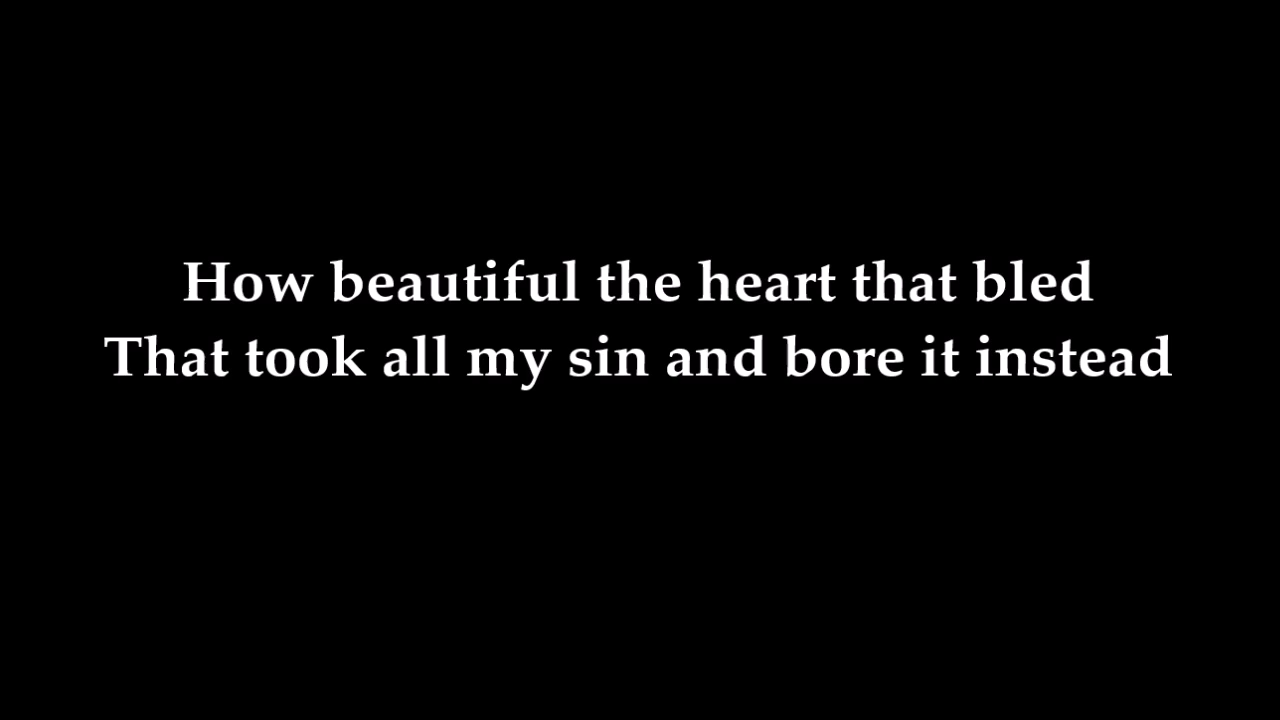 How beautiful the heart that bled
That took all my sin and bore it instead